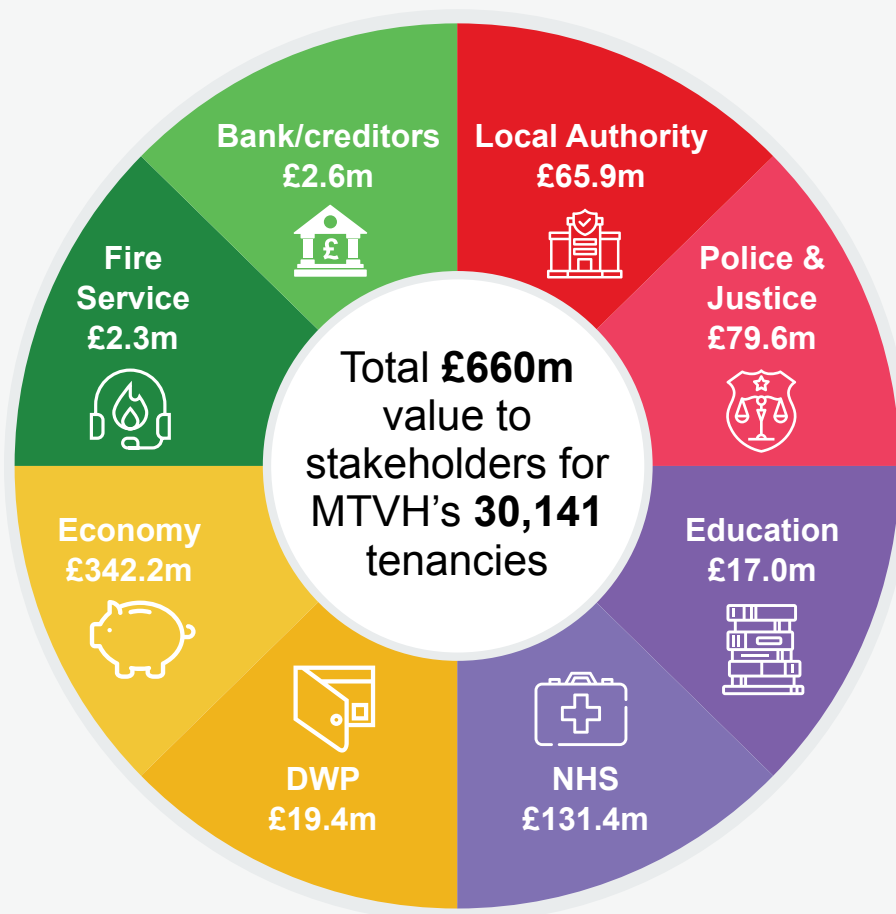 Bank/creditors
£2.6m
£
Local Authority
£65.9m
Police &
Justice
£79.6m
Education
£17.0m
NHS
£131.4m
DWP
£19.4m
Economy
£342.2m
Fire
Service
£2.3m
Total £660m
value to
stakeholders for
MTVH's 30,141
tenancies